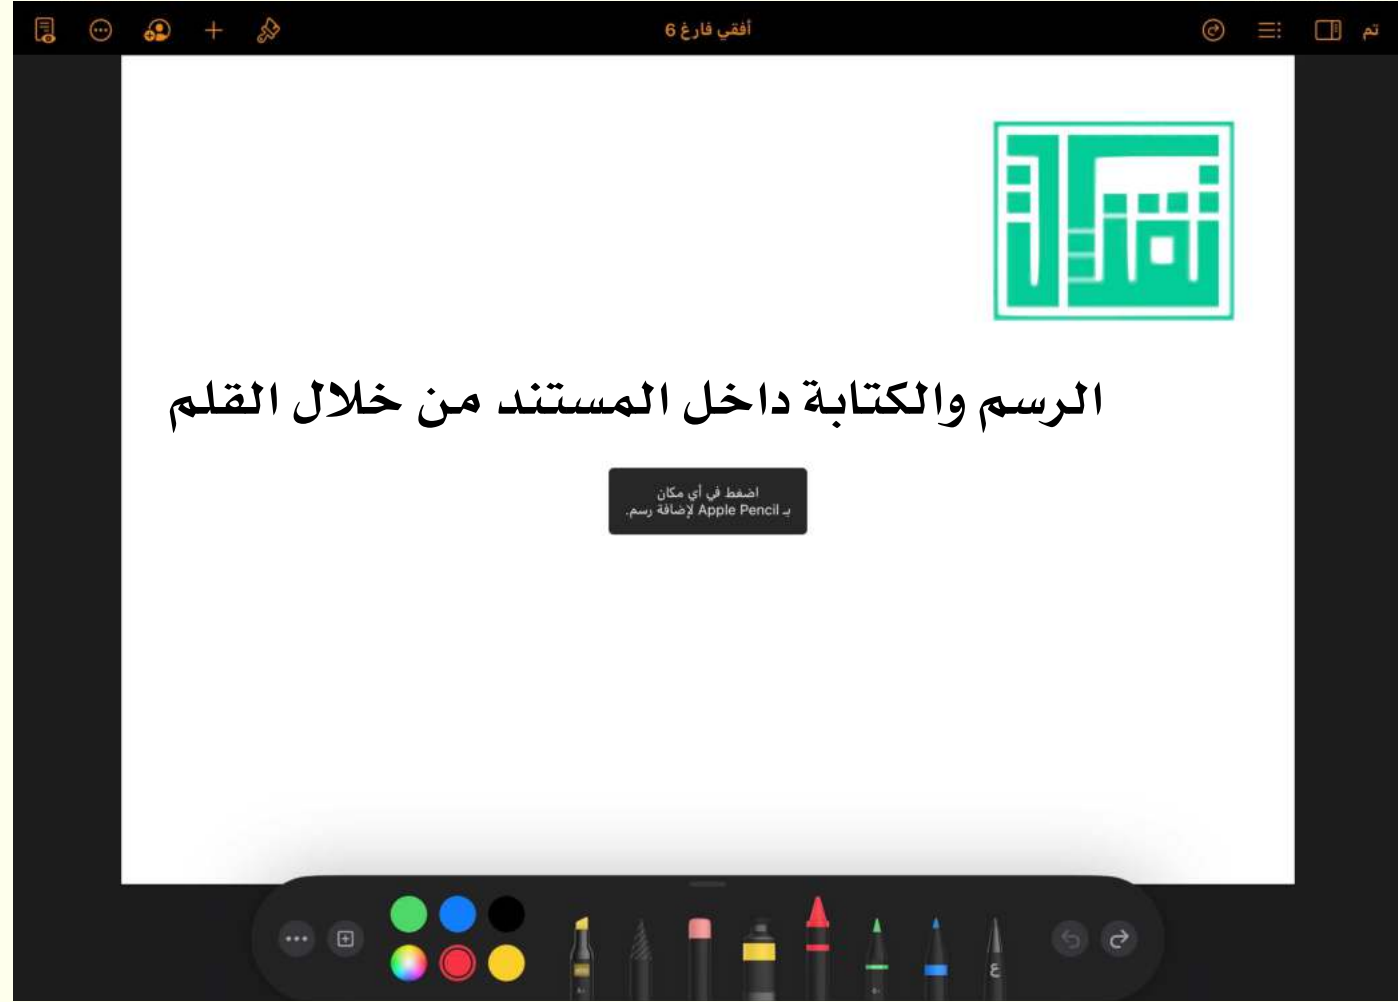 تم
أفقي فارغ 6
الرسم والكتابة داخل المستند من خلال القلم
اضغط في أي مكان
بـ Apple Pencil لإضافة رسم.
ع